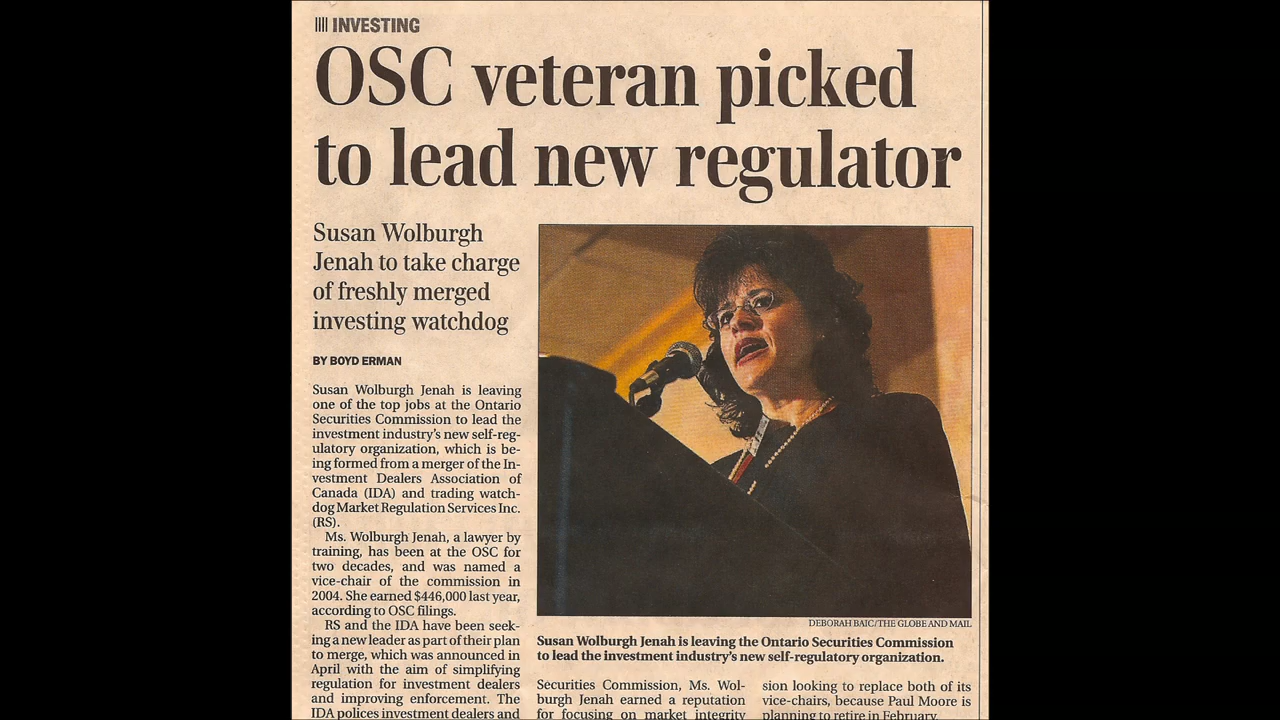 INVESTING
OSC veteran picked
to lead new regulator
Susan Wolburgh
Jenah to take charge
of freshly merged
investing watchdog
BY BOYD ERMAN
Susan Wolburgh Jenah is leaving
one of the top jobs at the Ontario
Securities Commission to lead the
investment industry's new self-reg-
ulatory organization, which is be-
ing formed from a merger of the In-
vestment Dealers Association of
Canada (IDA) and trading watch-
dog Market Regulation Services Inc.
(RS).
Ms. Wolburgh Jenah, a lawyer by
training, has been at the OSC for
two decades, and was named a
vice-chair of the commission in
2004. She earned $446,000 last year,
according to OSC filings.
RS and the IDA have been seek-
ing a new leader as part of their plan
to merge, which was announced in
April with the aim of simplifying
regulation for investment dealers
and improving enforcement. The
IDA polices investment dealers and
DEBORAH BAIC/THE GLOBE AND MAIL
Susan Wolburgh Jenah is leaving the Ontario Securities Commission
to lead the investment industry's new self-regulatory organization.
Securities Commission, Ms. Wol-
burgh Jenah earned a reputation
for focusing on market integrity
sion looking to replace both of its
vice-chairs, because Paul Moore is
planning to retire in February.